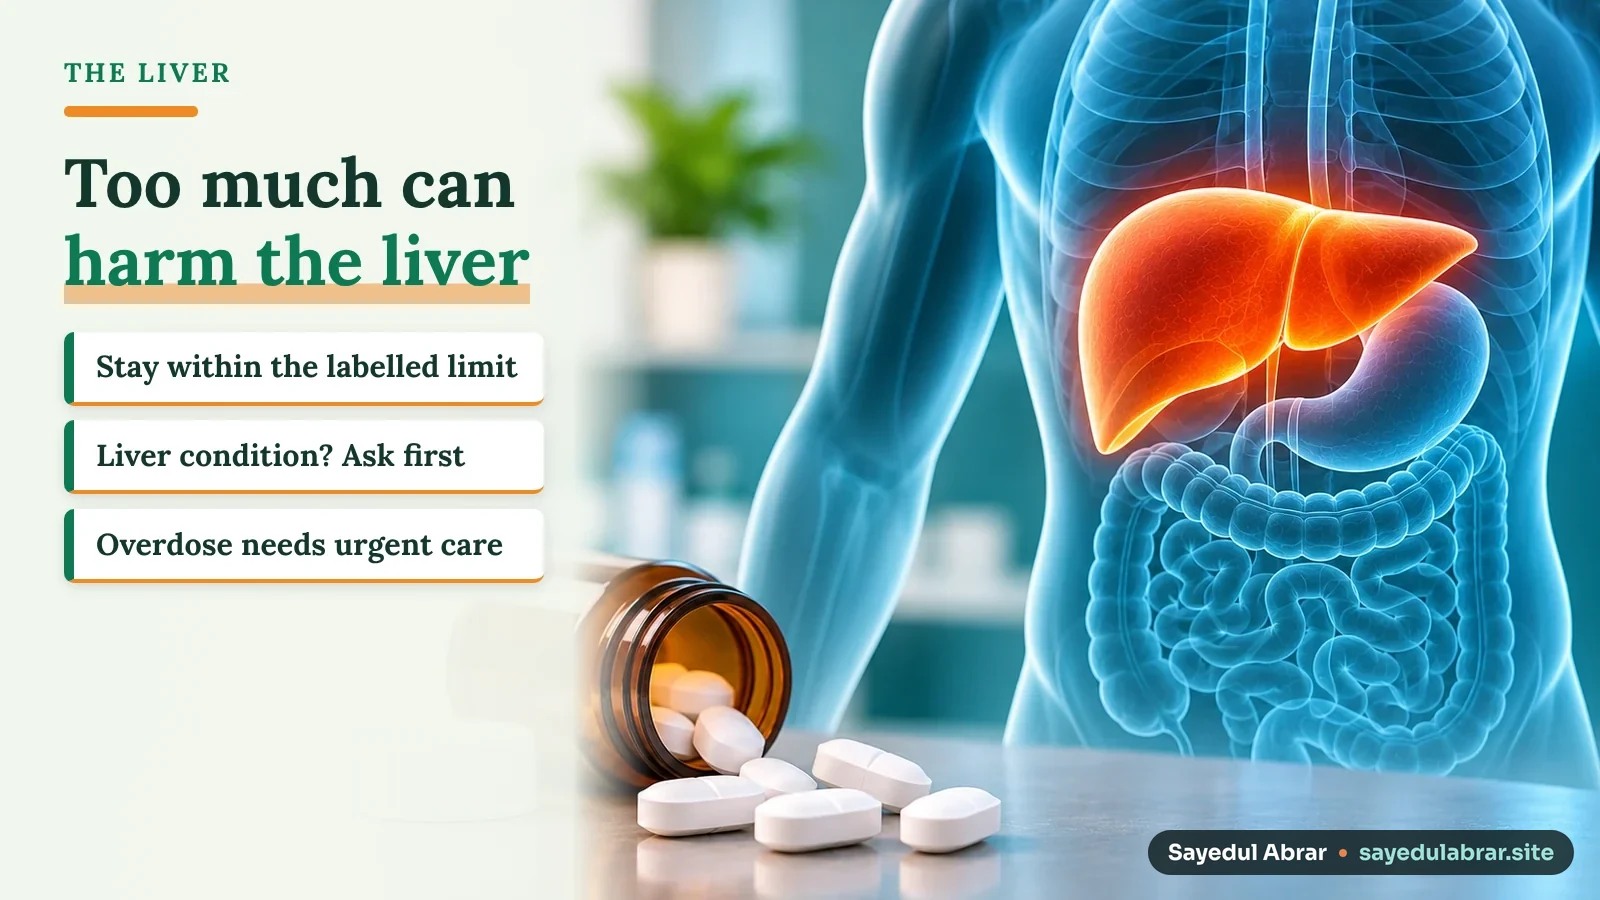 THE LIVER
Too much can
harm the liver
Stay within the labelled limit
Liver condition? Ask first
Overdose needs urgent care
Sayedul Abrar • sayedulabrar.site